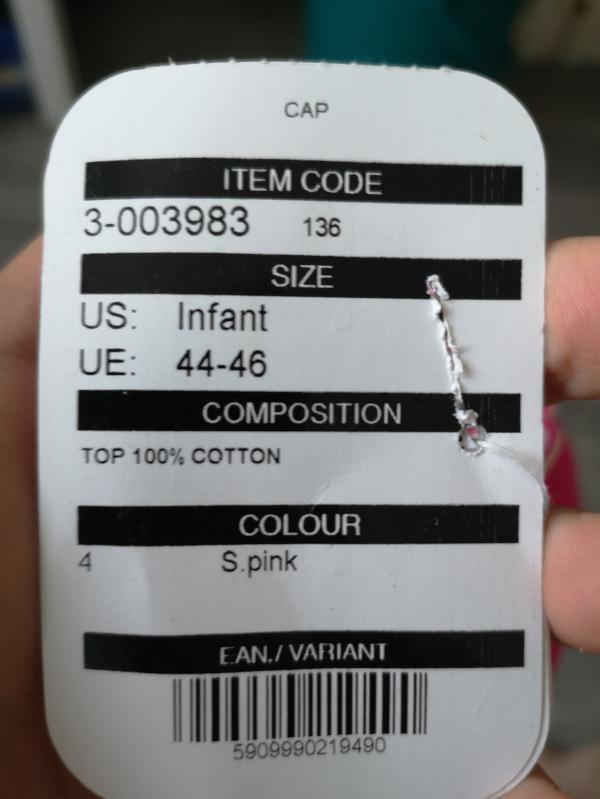 CAP
ITEM CODE
3-003983 136
SIZE
US: Infant
UE: 44-46
COMPOSITION
TOP 100% COTTON
COLOUR
4 S.pink
EAN./ VARIANT
5909990219490